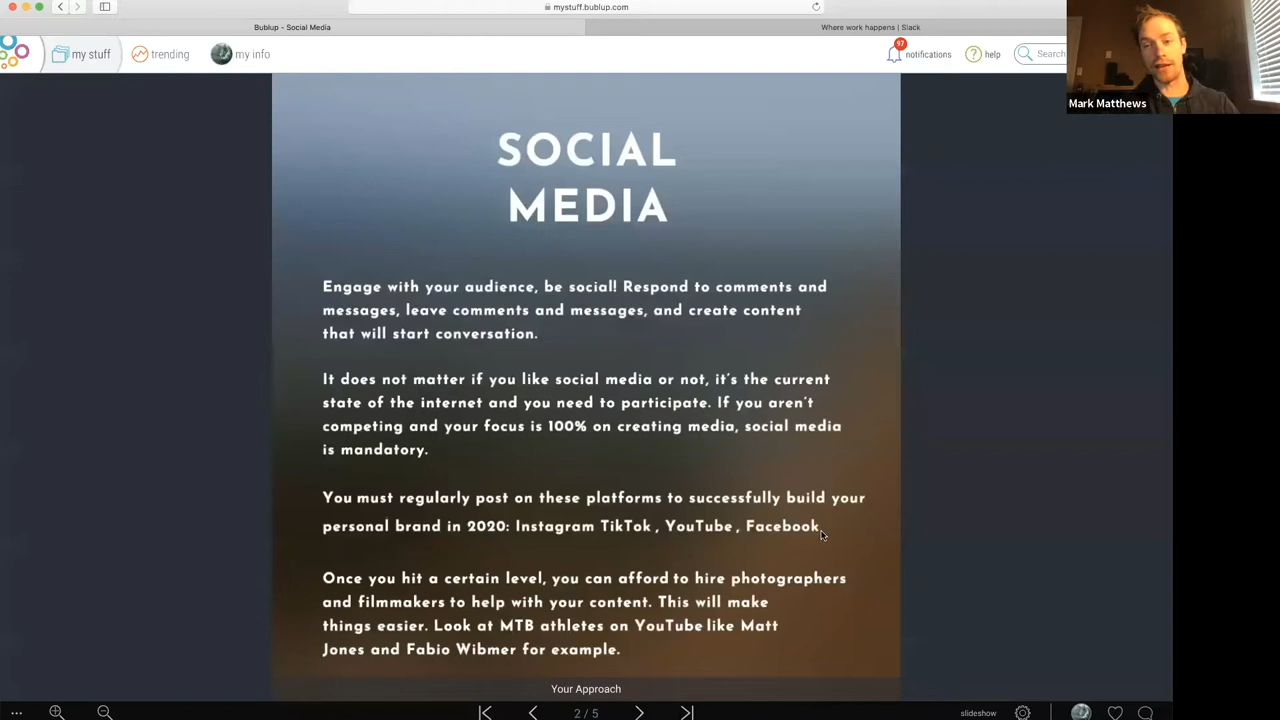 mystuff.bublup.com
Bublup - Social Media
Where work happens | Slack
my stuff
trending
my info
97
notifications
help
Search
Mark Matthews
SOCIAL
MEDIA
Engage with your audience, be social! Respond to comments and
messages, leave comments and messages, and create content
that will start conversation.
It does not matter if you like social media or not, it's the current
state of the internet and you need to participate. If you aren't
competing and your focus is 100% on creating media, social media
is mandatory.
You must regularly post on these platforms to successfully build your
personal brand in 2020: Instagram TikTok , YouTube , Facebook.
Once you hit a certain level, you can afford to hire photographers
and filmmakers to help with your content. This will make
things easier. Look at MTB athletes on YouTube like Matt
Jones and Fabio Wibmer for example.
Your Approach
2 / 5
slideshow